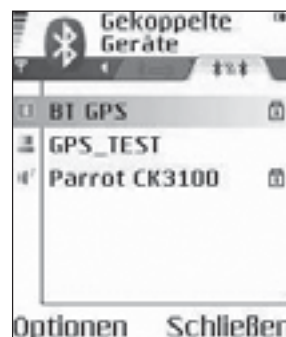 Gekoppelte
Geräte
BT GPS
GPS_TEST
Parrot CK3100
Optionen Schließen